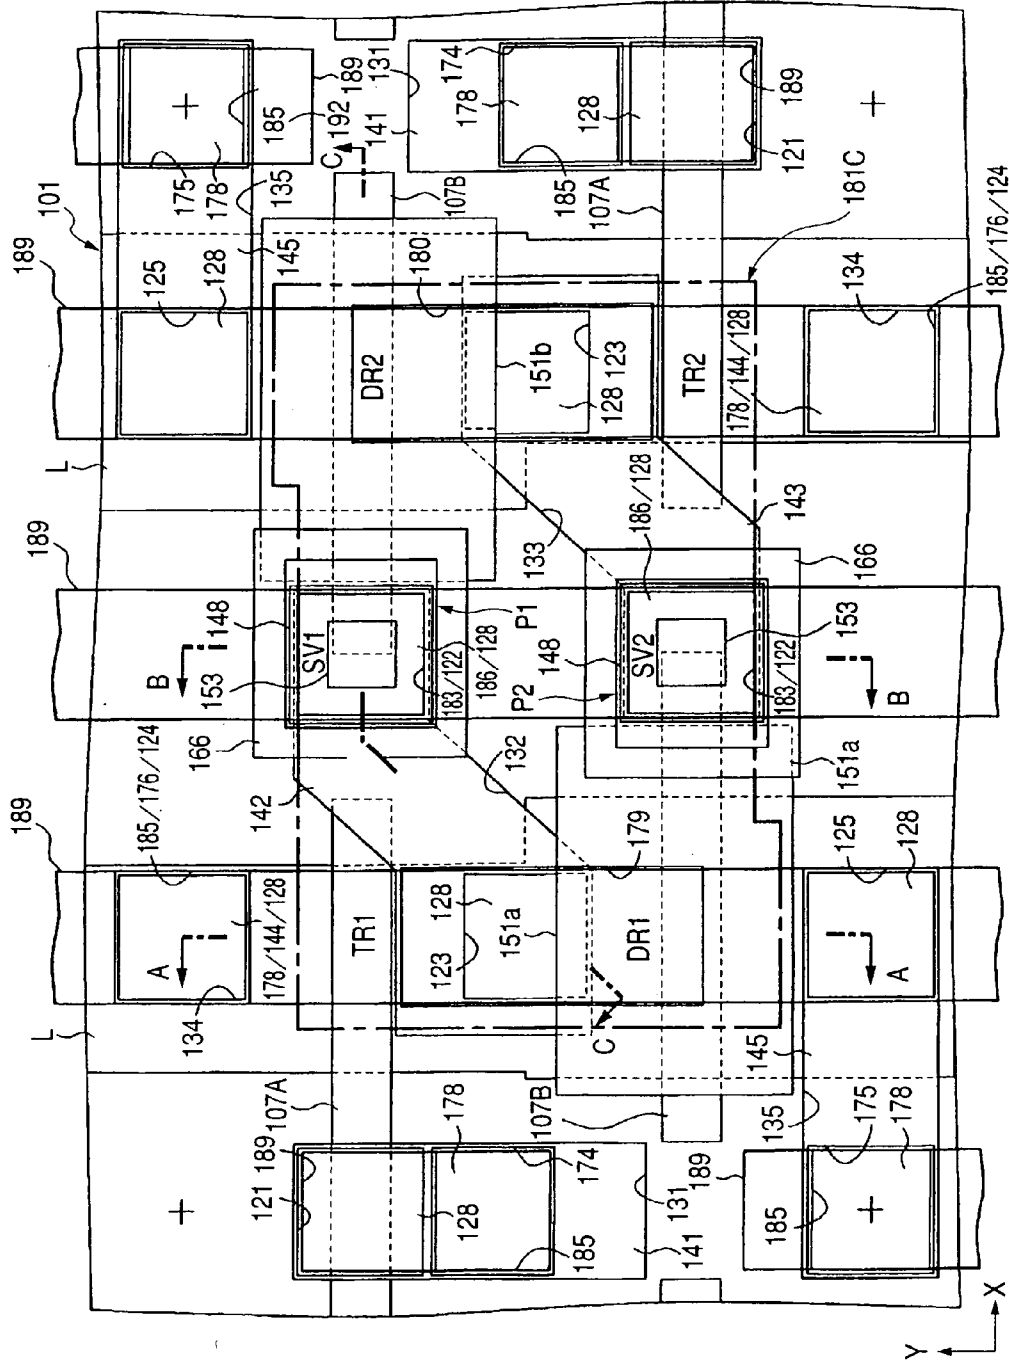 189
189
189
101
L
L
A
134
185/176/124
B
148
153
125
128
175
178
145
135
185
192
189
178/144/128
166
SV1
107A
142
TR1
P1
183/122
186/128
DR2
180
C
131
141
107B
121
189
128
178
174
123
128
151a
132
133
151b
123
128
178
174
185
128
C
185
141
131
179
DR1
P2
148
SV2
186/128
107A
TR2
107B
189
183/122
153
143
178/144/128
121
189
145
135
185
175
178
151a
125
128
A
B
166
134
181C
185/176/124
Y
X